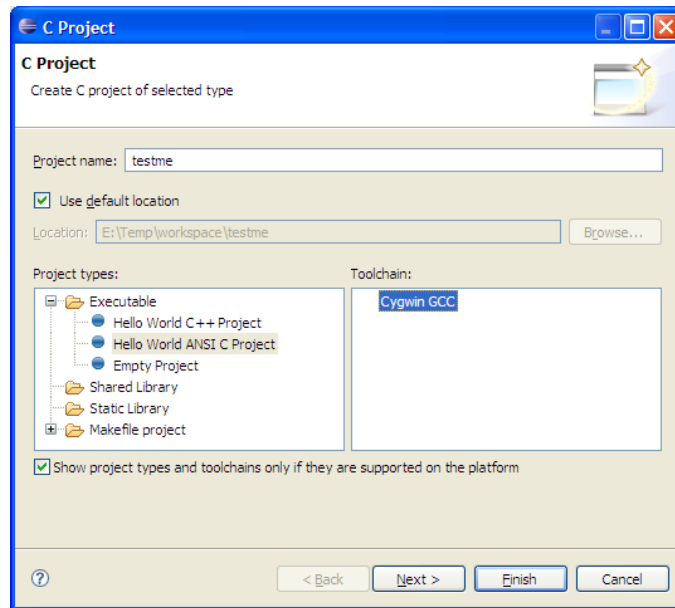 C Project
C Project
Create C project of selected type
Project name: testme
Use default location
Location: E:\Temp\workspace\testme Browse...
Project types: Toolchain:
Executable Cygwin GCC
Hello World C++ Project
Hello World ANSI C Project
Empty Project
Shared Library
Static Library
Makefile project
Show project types and toolchains only if they are supported on the platform
? < Back Next > Finish Cancel